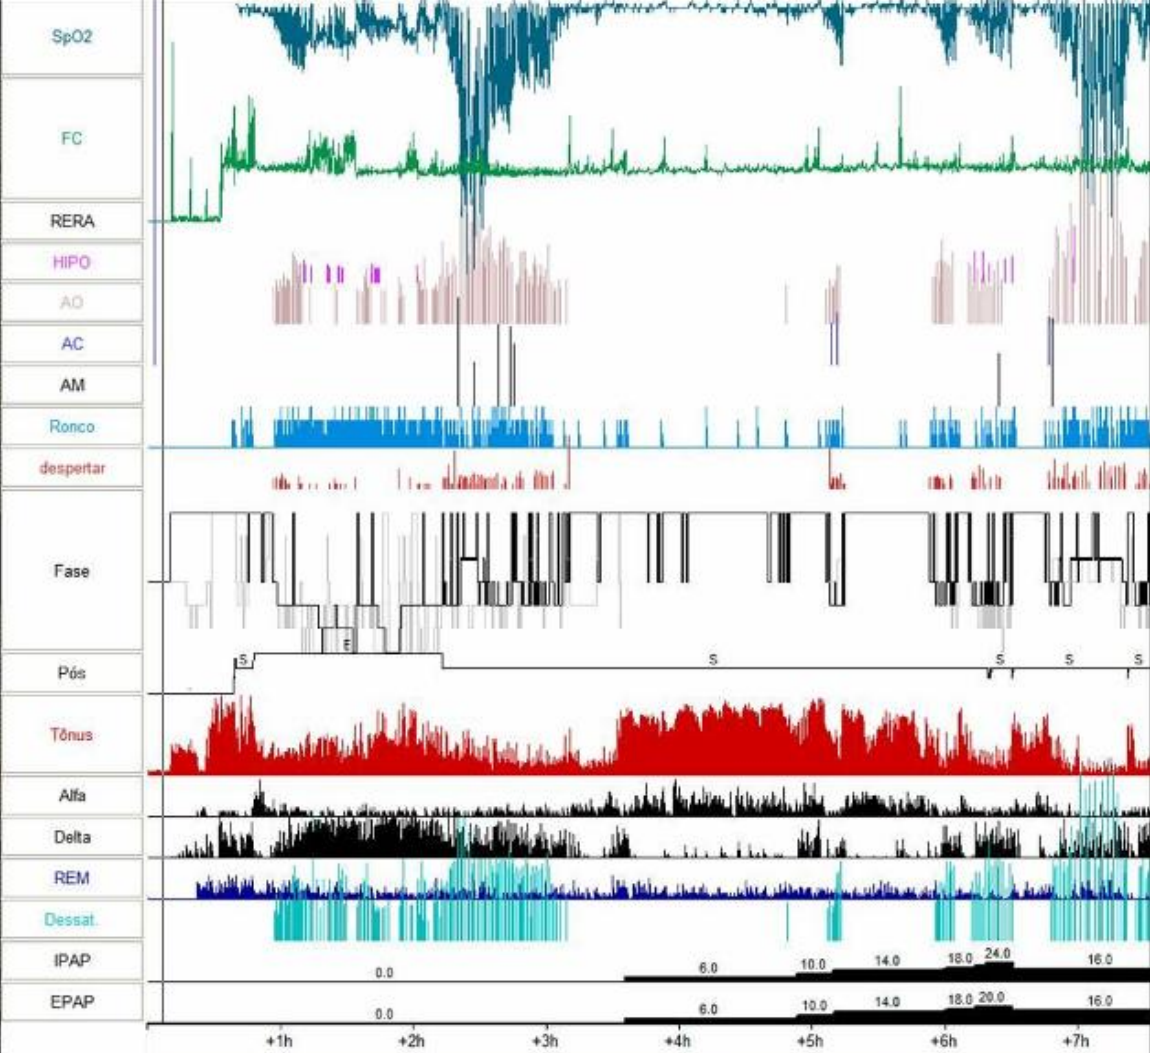 SpO2
FC
RERA
HIPO
AO
AC
AM
Ronco
despertar
Fase
E
Pós
S S S S S
Tônus
Alfa
Delta
REM
Dessat.
IPAP
0.0 6.0 10.0 14.0 18.0 24.0 16.0
EPAP
0.0 6.0 10.0 14.0 18.0 20.0 16.0
+1h +2h +3h +4h +5h +6h +7h